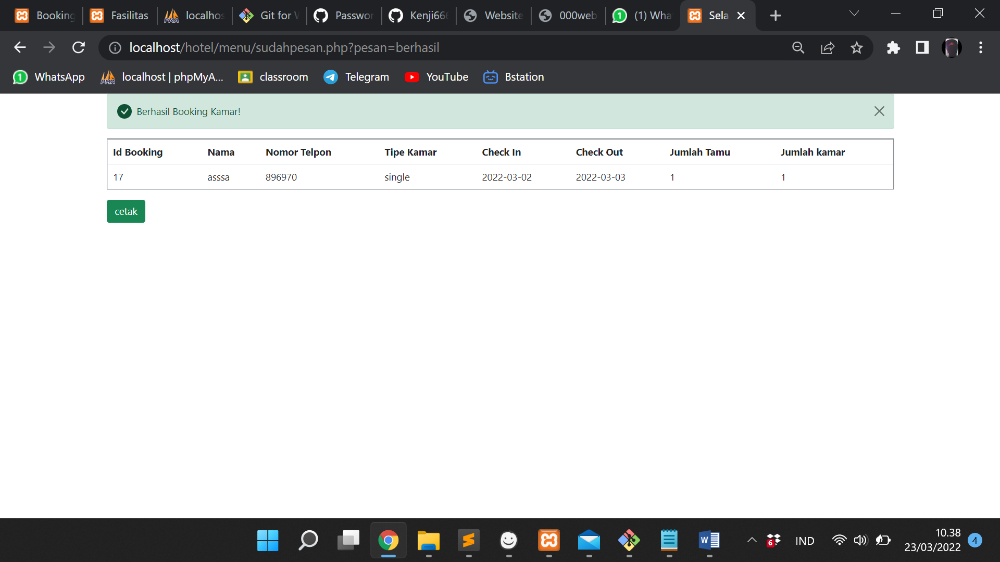 Booking Fasilitas localhos Git for Passwor Kenji666 Website 000web (1) Wha Sela
localhost/hotel/menu/sudahpesan.php?pesan=berhasil
WhatsApp localhost | phpMyA... classroom Telegram YouTube Bstation
Berhasil Booking Kamar!
Id Booking Nama Nomor Telpon Tipe Kamar Check In Check Out Jumlah Tamu Jumlah kamar
17 asssa 896970 single 2022-03-02 2022-03-03 1 1
cetak
IND
10.38
23/03/2022
4